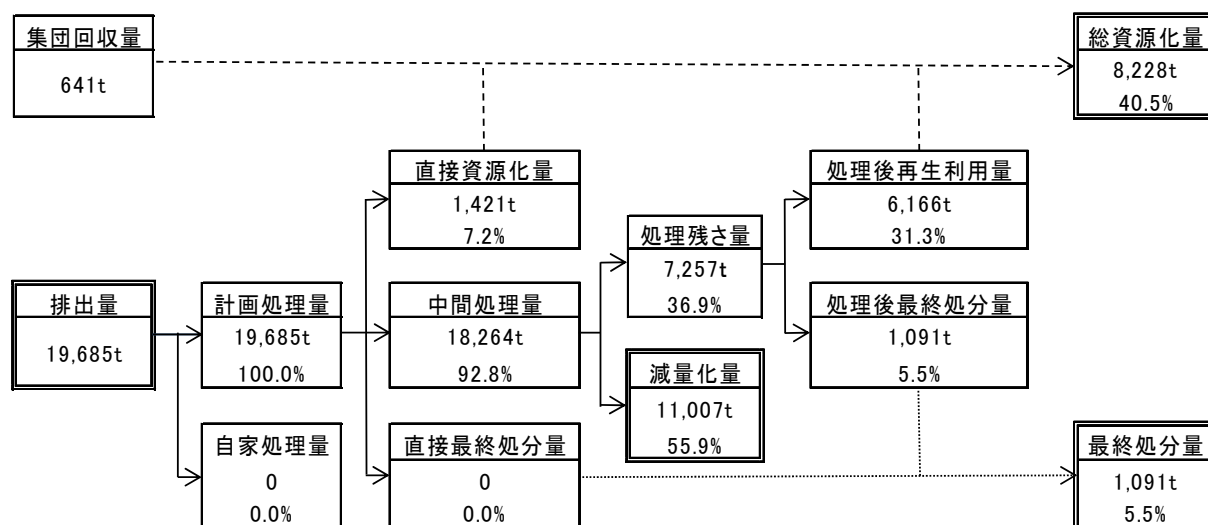 集団回収量
641t
総資源化量
8,228t
40.5%
直接資源化量
1,421t
7.2%
処理後再生利用量
6,166t
31.3%
処理残さ量
7,257t
36.9%
排出量
19,685t
計画処理量
19,685t
100.0%
中間処理量
18,264t
92.8%
処理後最終処分量
1,091t
5.5%
減量化量
11,007t
55.9%
自家処理量
0
0.0%
直接最終処分量
0
0.0%
最終処分量
1,091t
5.5%